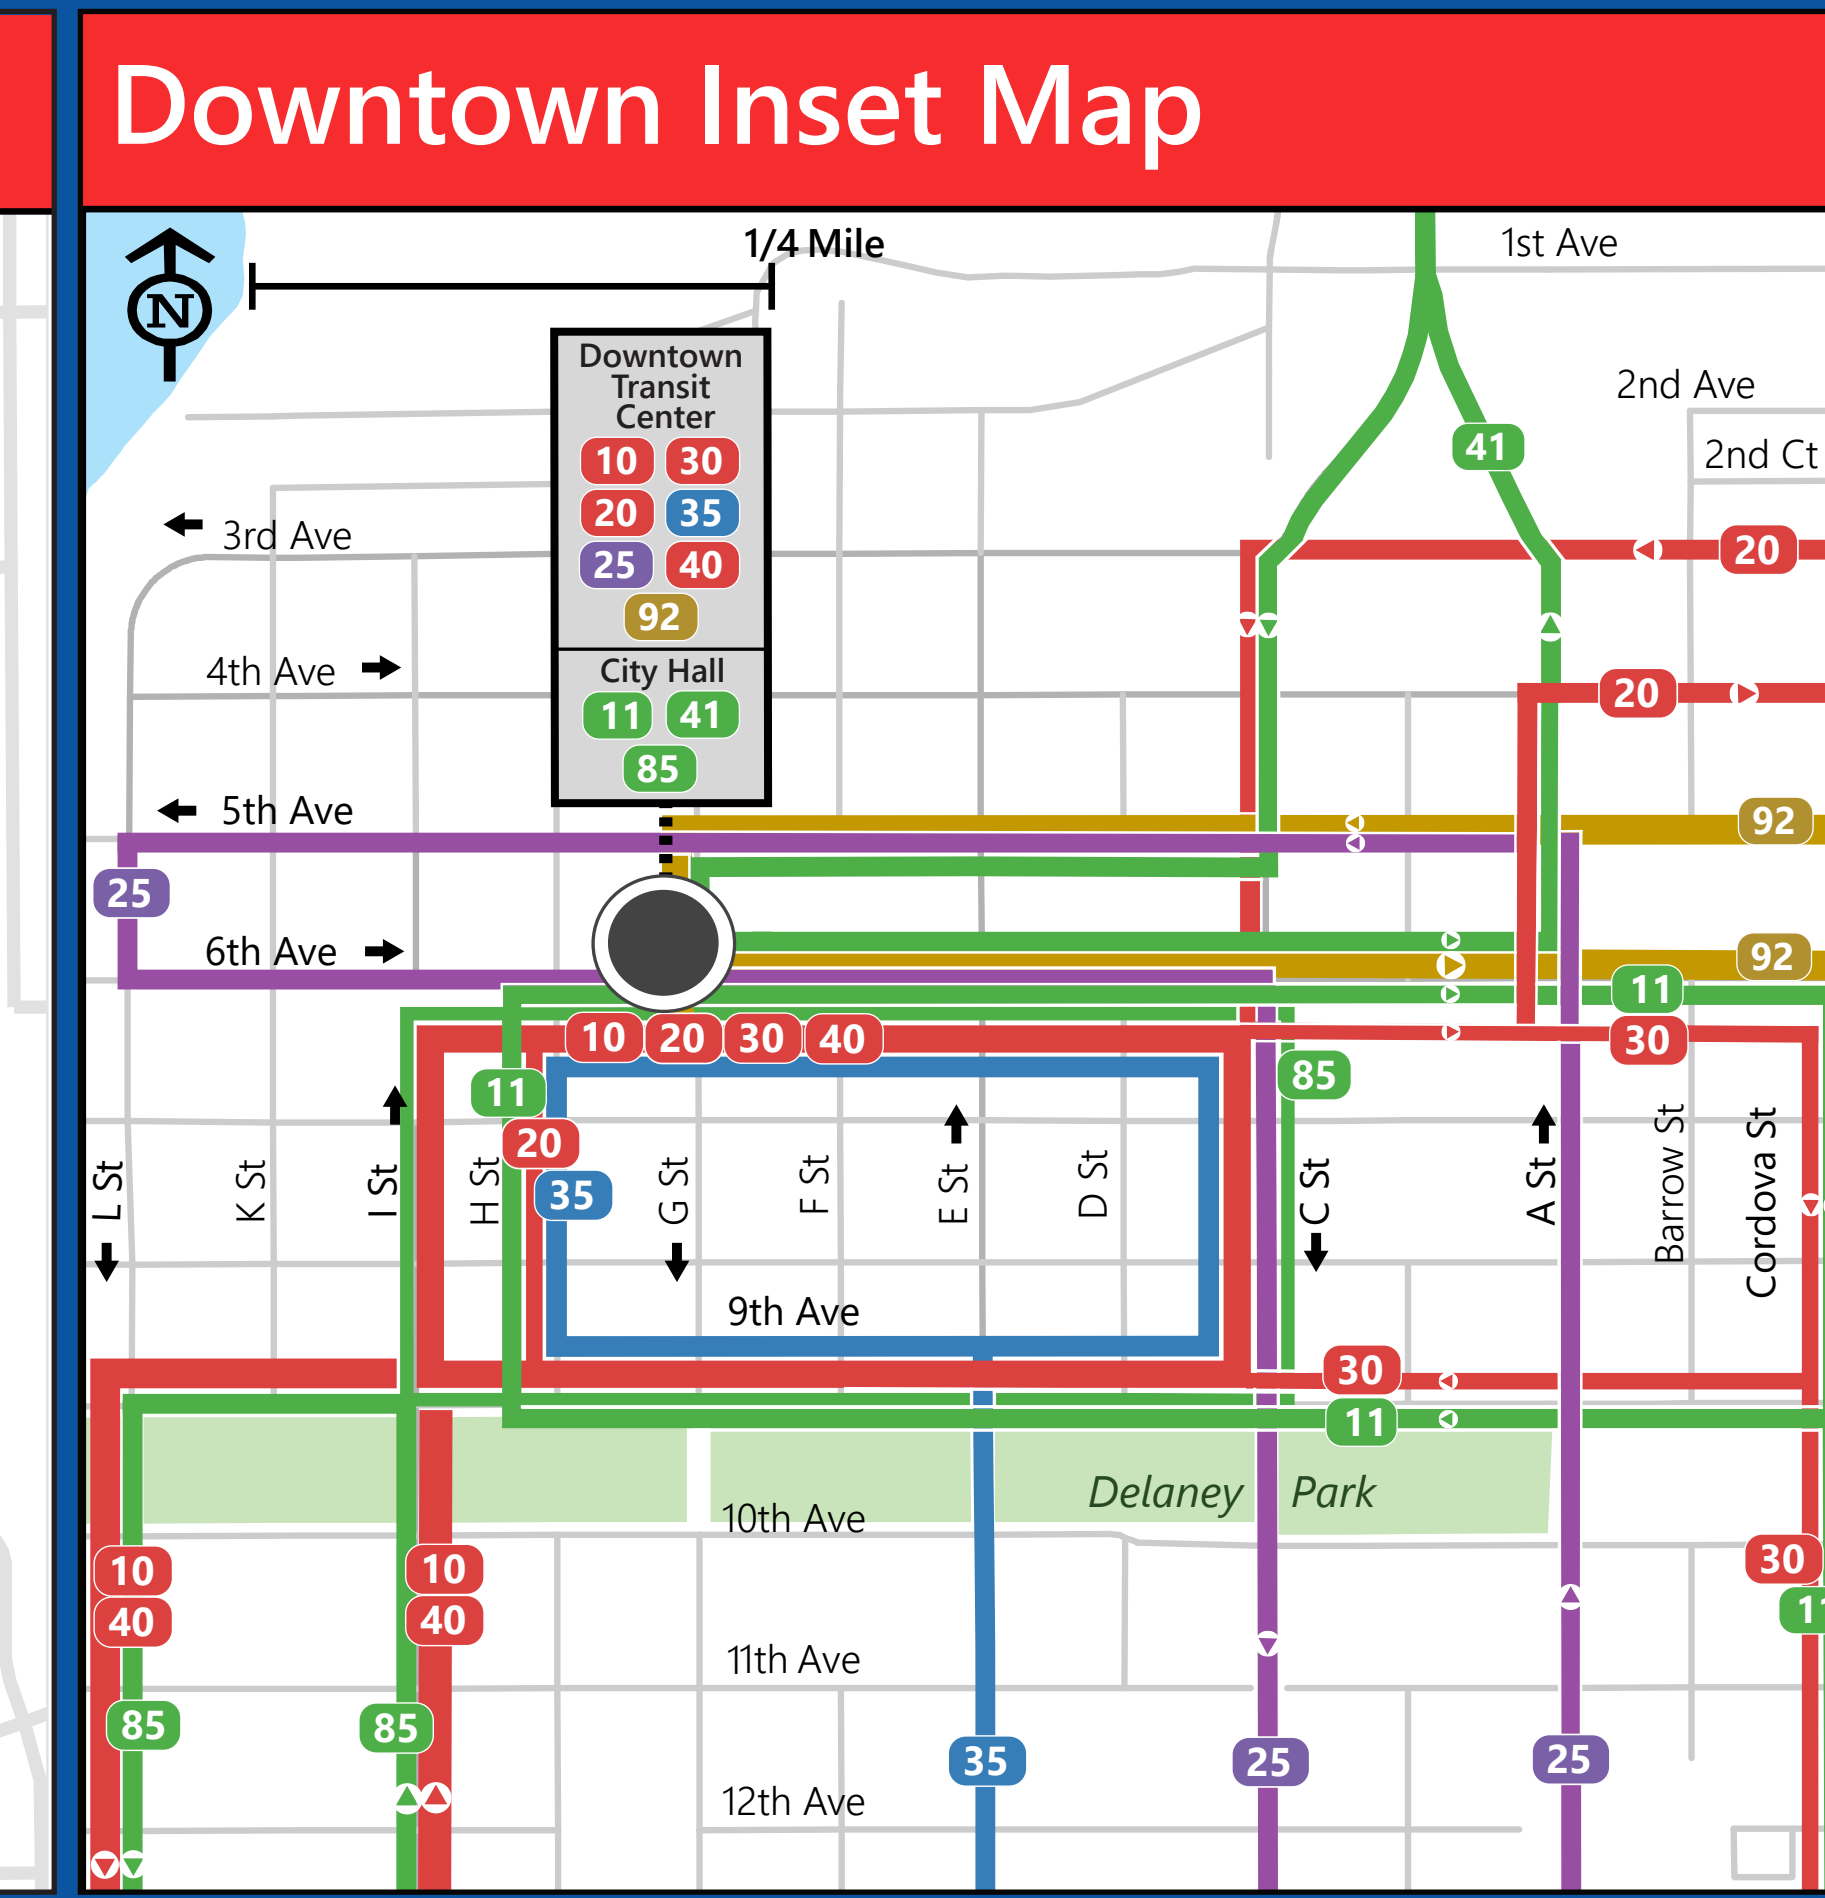 Downtown Inset Map
N
1/4 Mile
1st Ave
Downtown
Transit
Center
10 30
20 35
25 40
92
City Hall
11 41
85
41
2nd Ave
2nd Ct
3rd Ave
20
4th Ave
20
5th Ave
92
25
6th Ave
92
11
10 20 30 40
30
11
85
20
35
L St
K St
I St
H St
G St
F St
E St
D St
C St
A St
Barrow St
Cordova St
9th Ave
30
11
Delaney Park
10th Ave
10
40
10
40
30
11
11th Ave
85
85
35
25
25
12th Ave